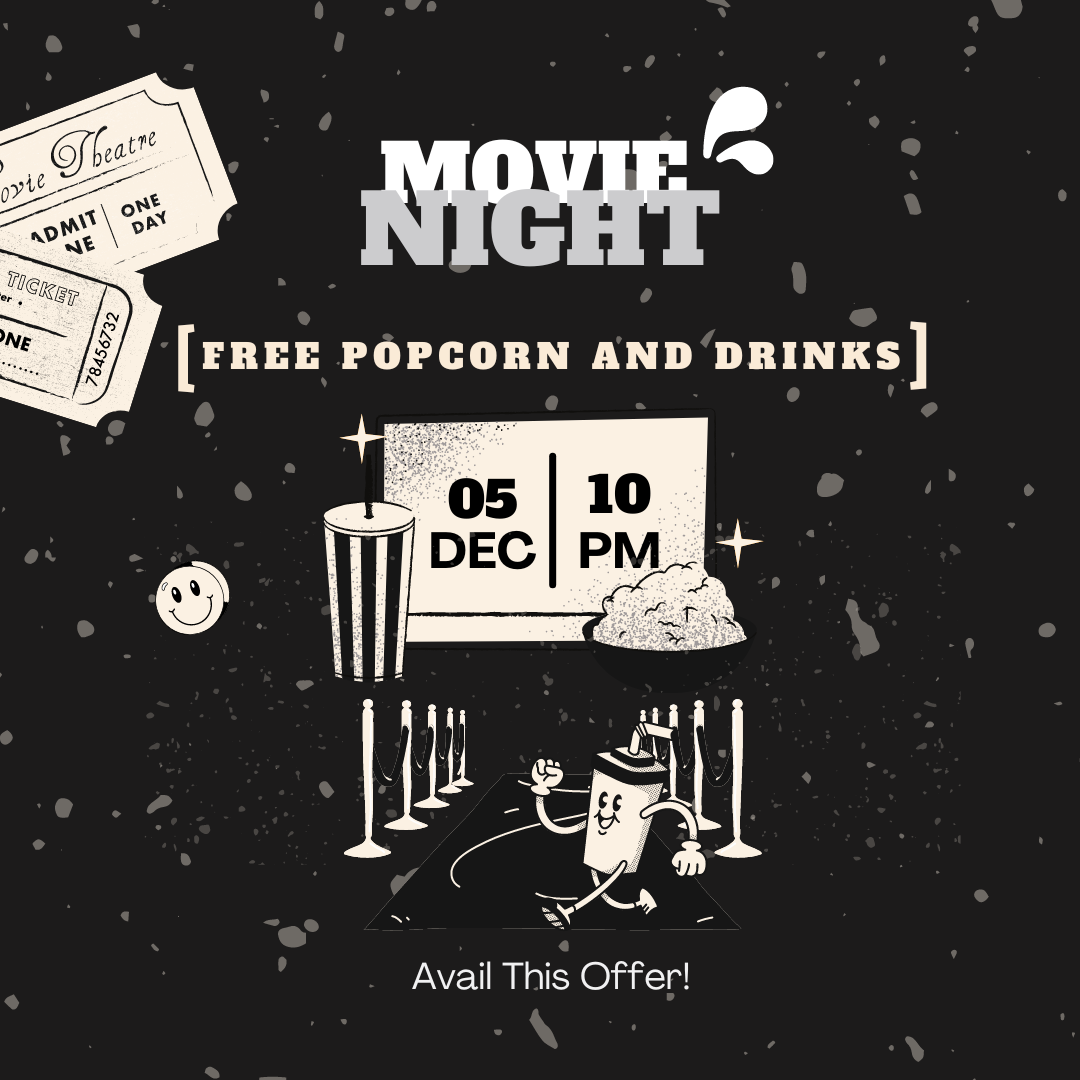 Theatre
ADMIT
ONE
DAY
TICKET
ONE
78456732
MOVIE
NIGHT
[FREE POPCORN AND DRINKS]
05
DEC
10
PM
Avail This Offer!